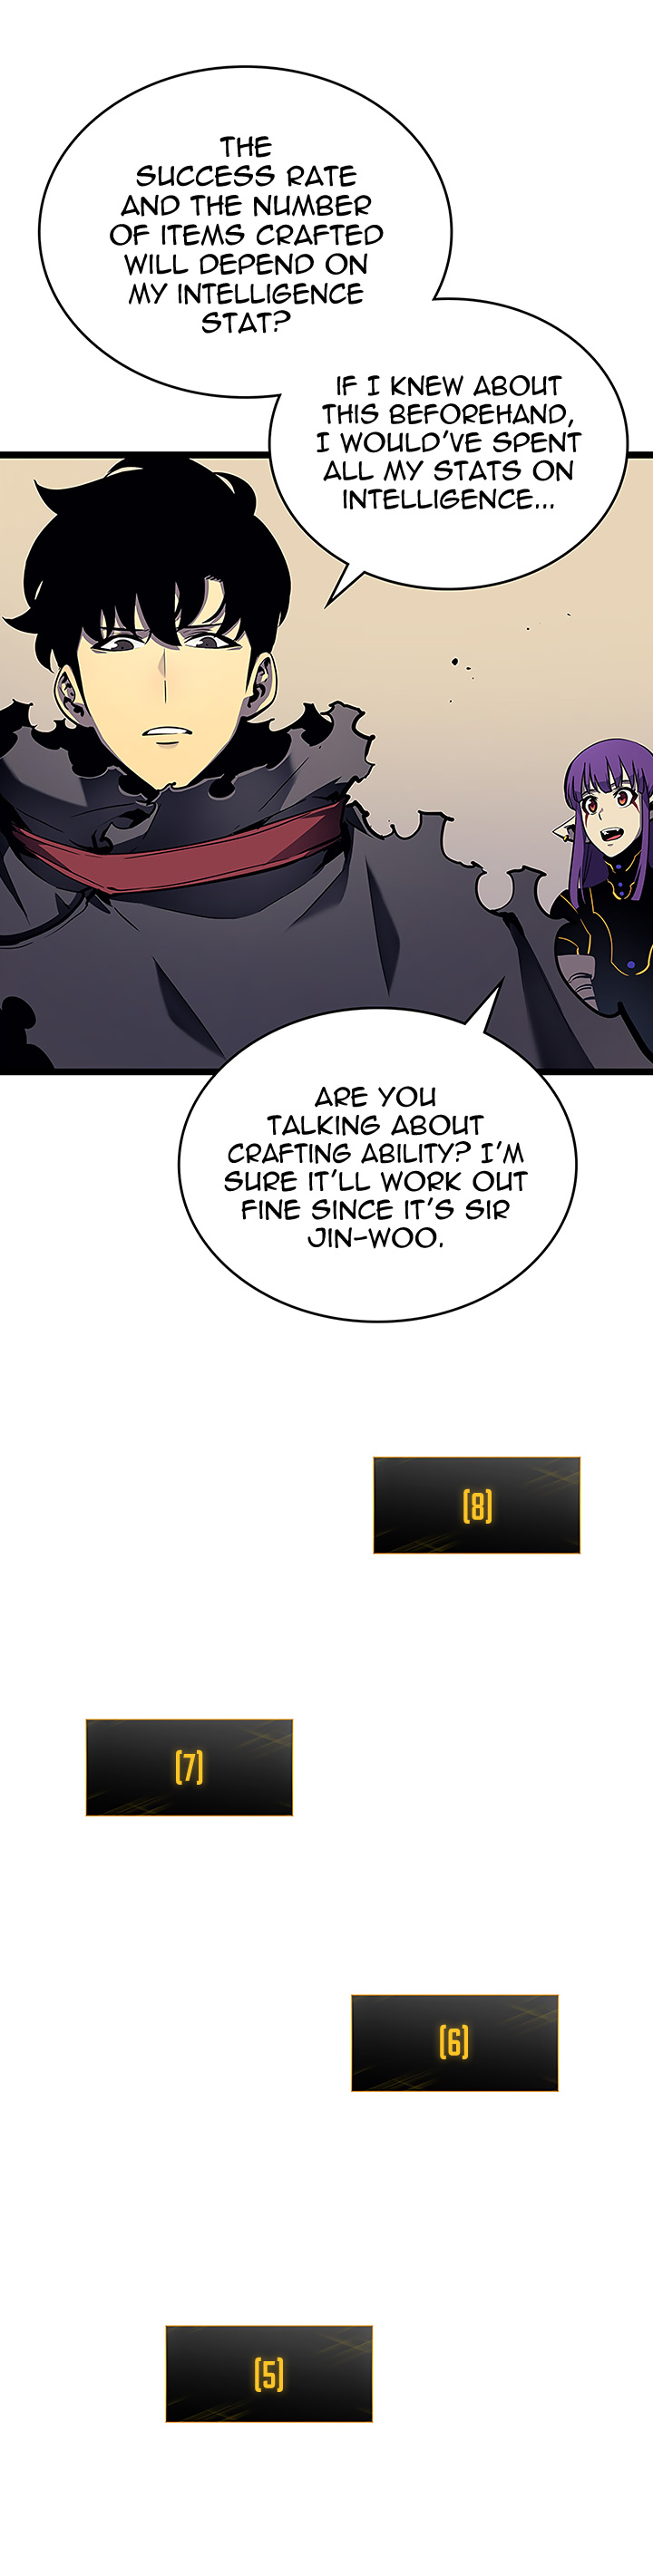 THE
SUCCESS RATE
AND THE NUMBER
OF ITEMS CRAFTED
WILL DEPEND ON
MY INTELLIGENCE
STAT?
IF I KNEW ABOUT
THIS BEFOREHAND,
I WOULD'VE SPENT
ALL MY STATS ON
INTELLIGENCE...
ARE YOU
TALKING ABOUT
CRAFTING ABILITY? I'M
SURE IT'LL WORK OUT
FINE SINCE IT'S SIR
JIN-WOO.
[8]
[7]
[6]
[5]